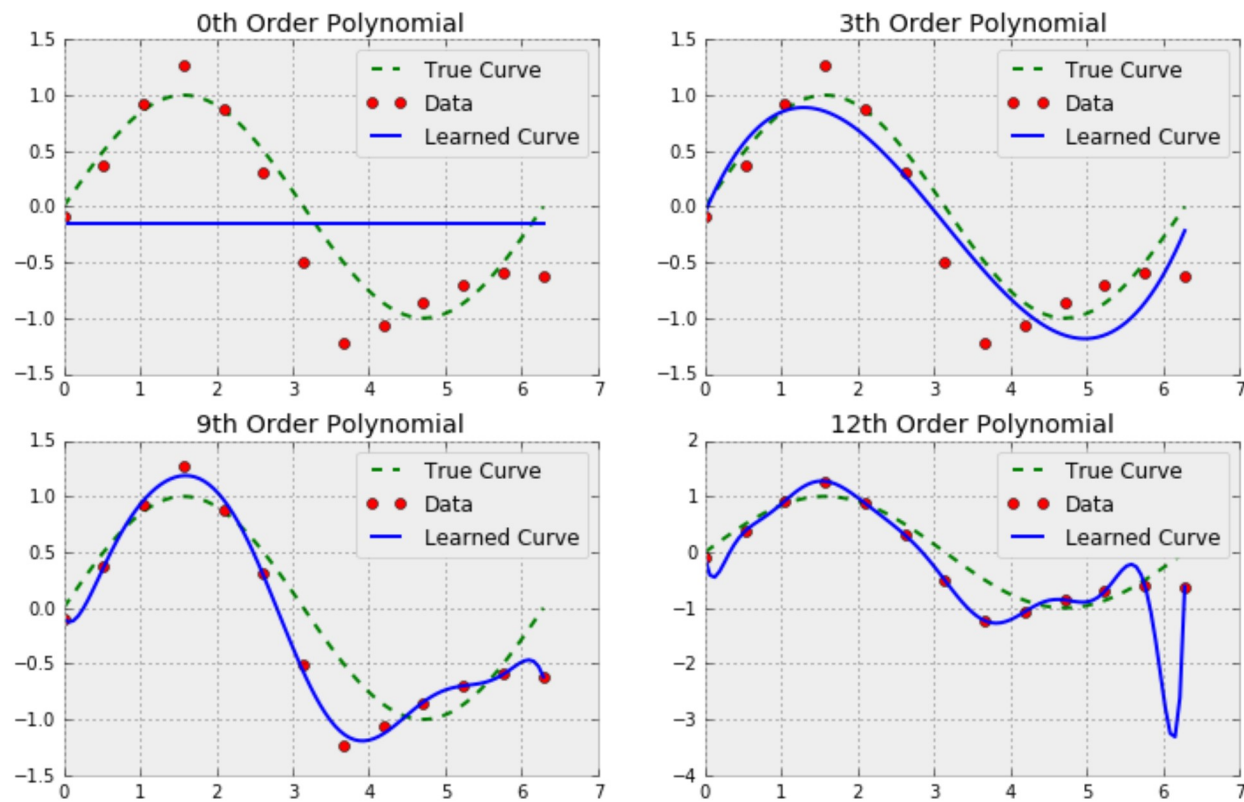 0th Order Polynomial
1.5
1.0
0.5
0.0
−0.5
−1.0
−1.5
0 1 2 3 4 5 6 7
True Curve
Data
Learned Curve
3th Order Polynomial
1.5
1.0
0.5
0.0
−0.5
−1.0
−1.5
0 1 2 3 4 5 6 7
True Curve
Data
Learned Curve
9th Order Polynomial
1.5
1.0
0.5
0.0
−0.5
−1.0
−1.5
0 1 2 3 4 5 6 7
True Curve
Data
Learned Curve
12th Order Polynomial
2
1
0
−1
−2
−3
−4
0 1 2 3 4 5 6 7
True Curve
Data
Learned Curve